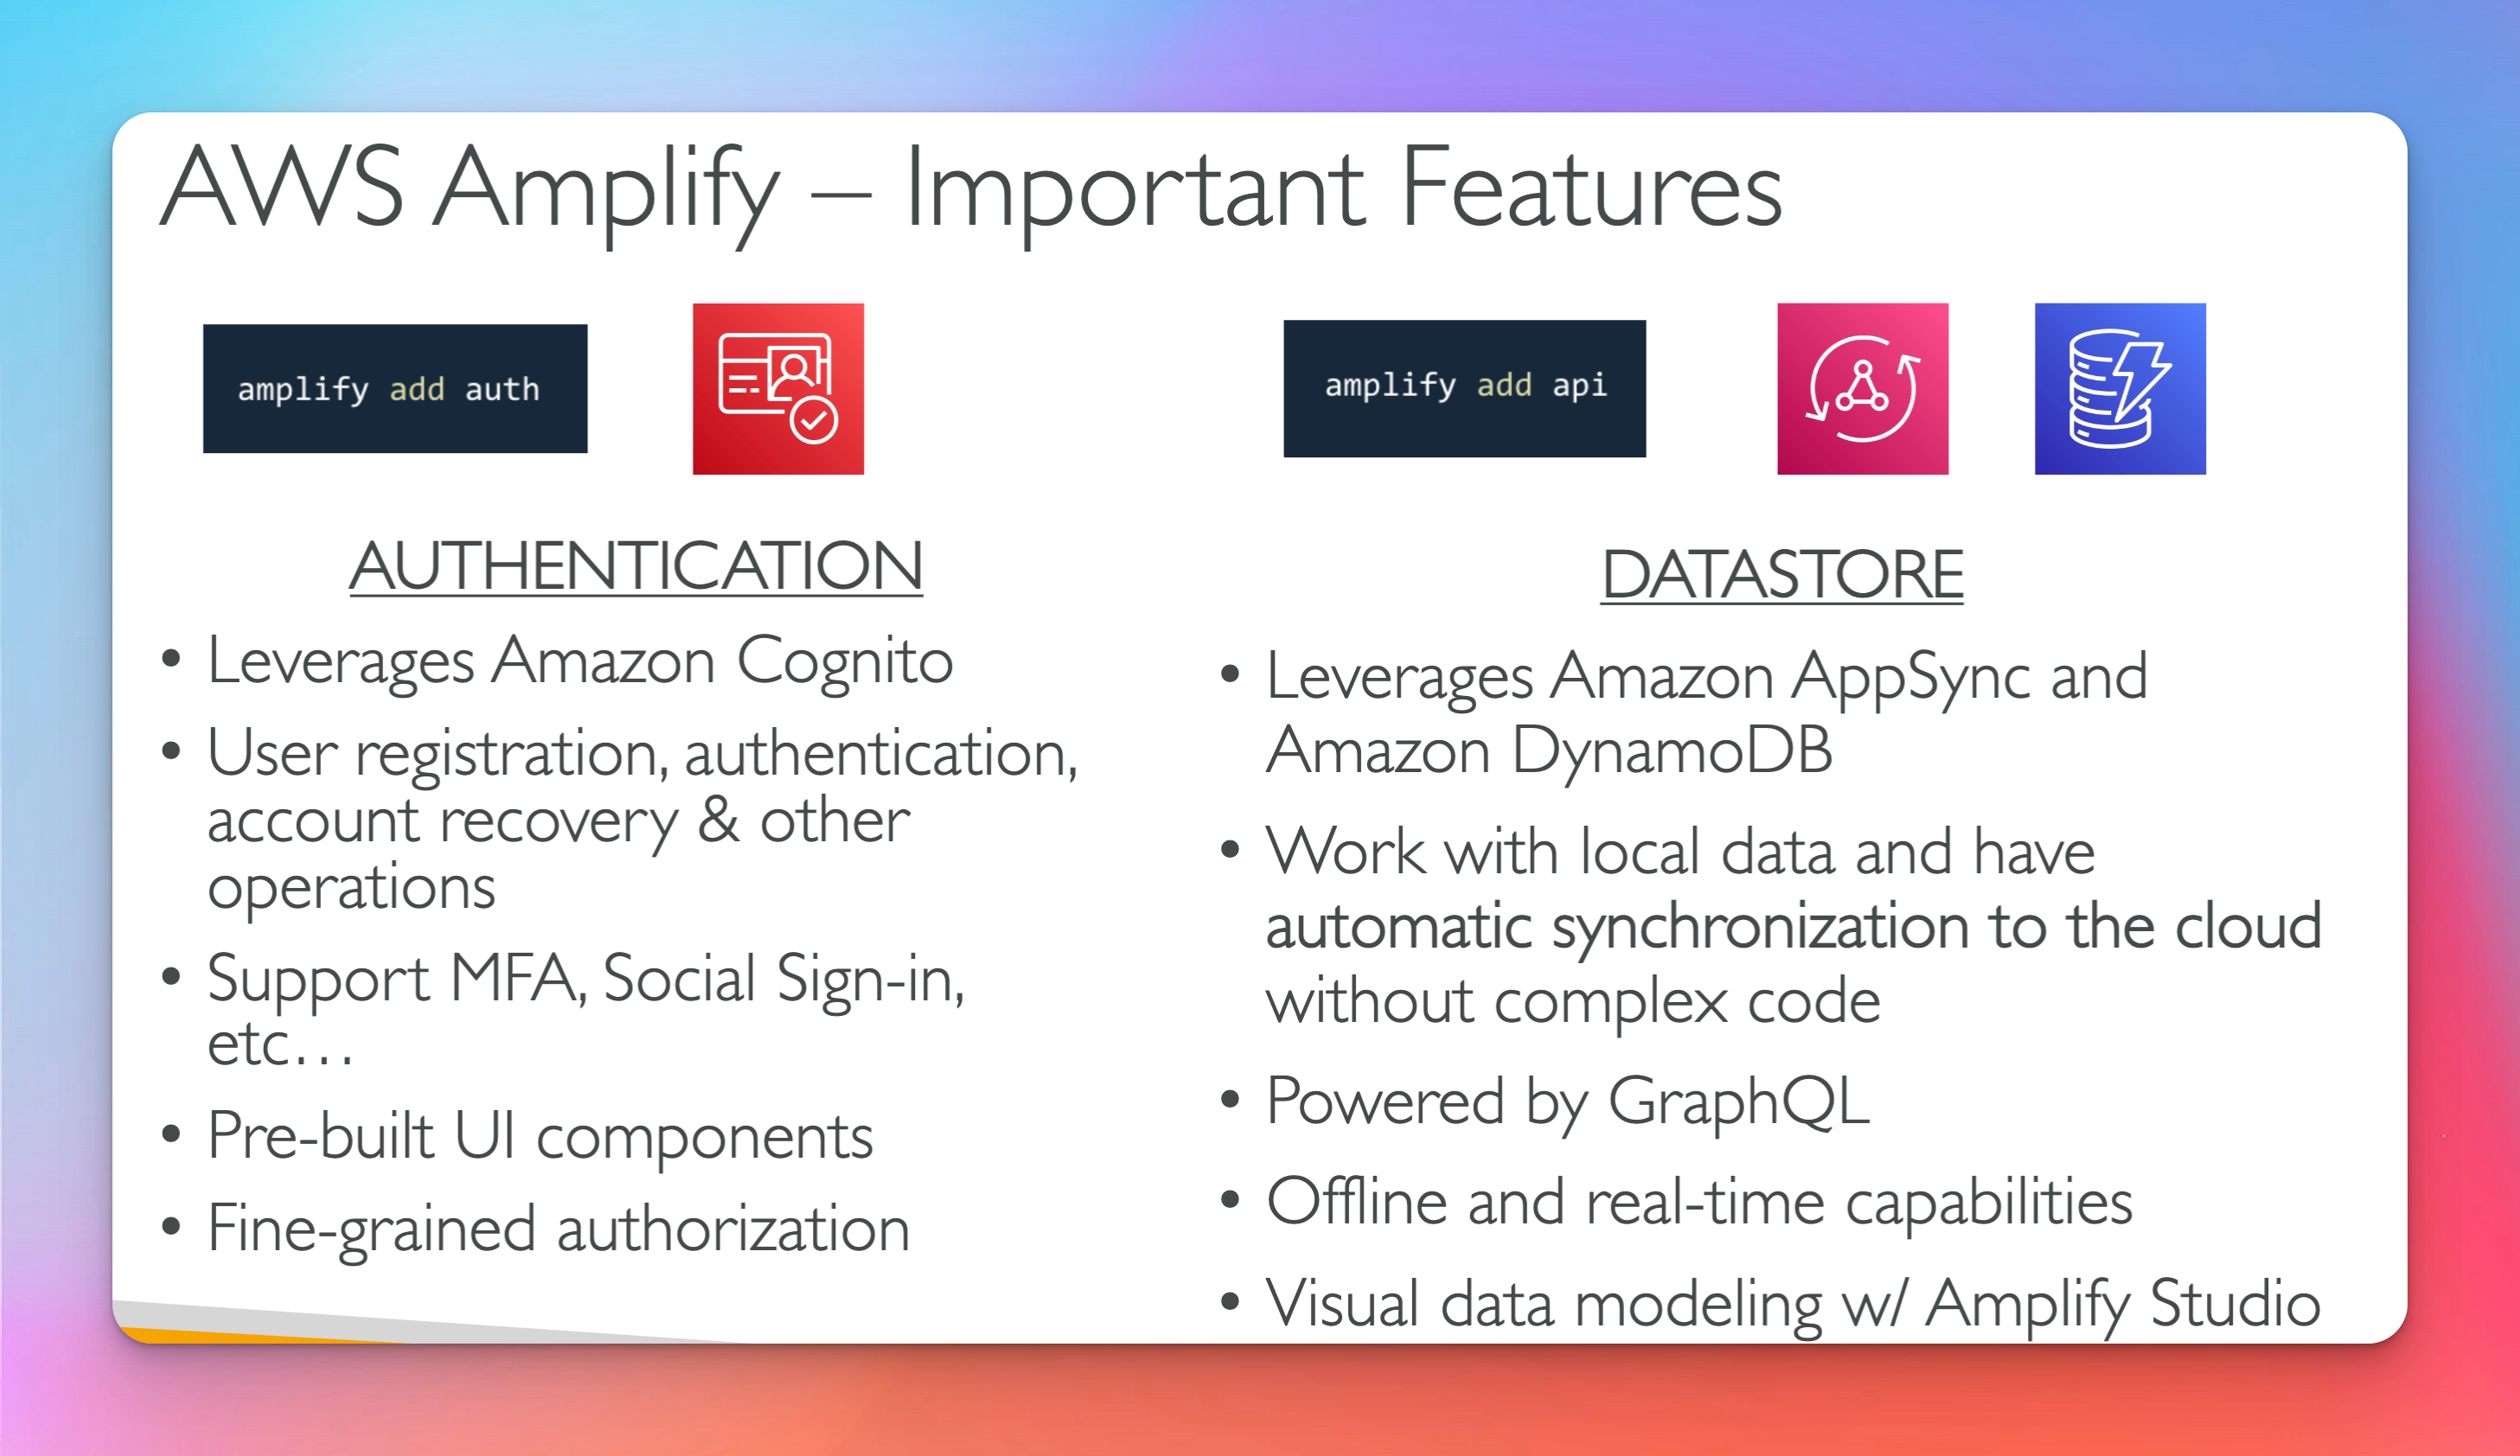 AWS Amplify – Important Features
amplify add auth
AUTHENTICATION
• Leverages Amazon Cognito
• User registration, authentication,
account recovery & other
operations
• Support MFA, Social Sign-in,
etc…
• Pre-built UI components
• Fine-grained authorization
amplify add api
DATASTORE
• Leverages Amazon AppSync and
Amazon DynamoDB
• Work with local data and have
automatic synchronization to the cloud
without complex code
• Powered by GraphQL
• Offline and real-time capabilities
• Visual data modeling w/ Amplify Studio